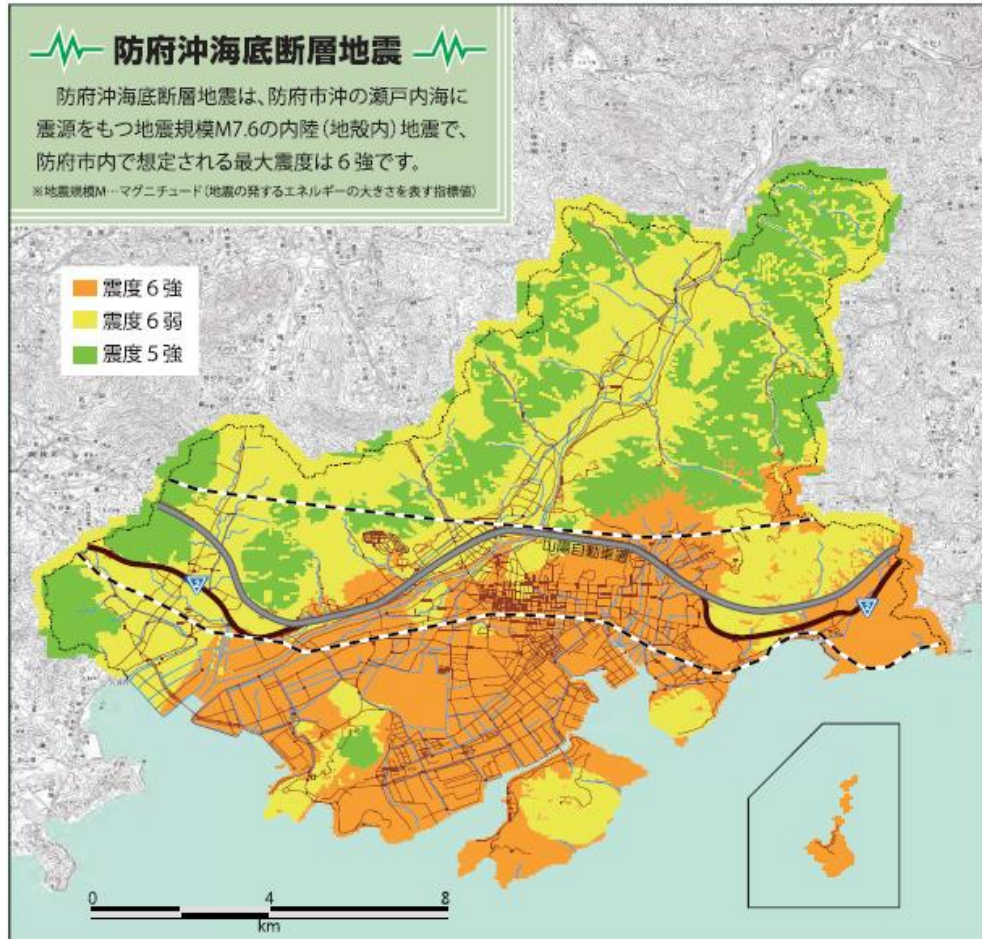 防府沖海底断層地震
防府沖海底断層地震は、防府市沖の瀬戸内海に
震源をもつ地震規模M7.6の内陸(地殻内)地震で、
防府市内で想定される最大震度は6強です。
※地震規模M…マグニチュード(地震の発するエネルギーの大きさを表す指標値)
震度6強
震度6弱
震度5強
山陽自動車道
2
2
0 4 8
km